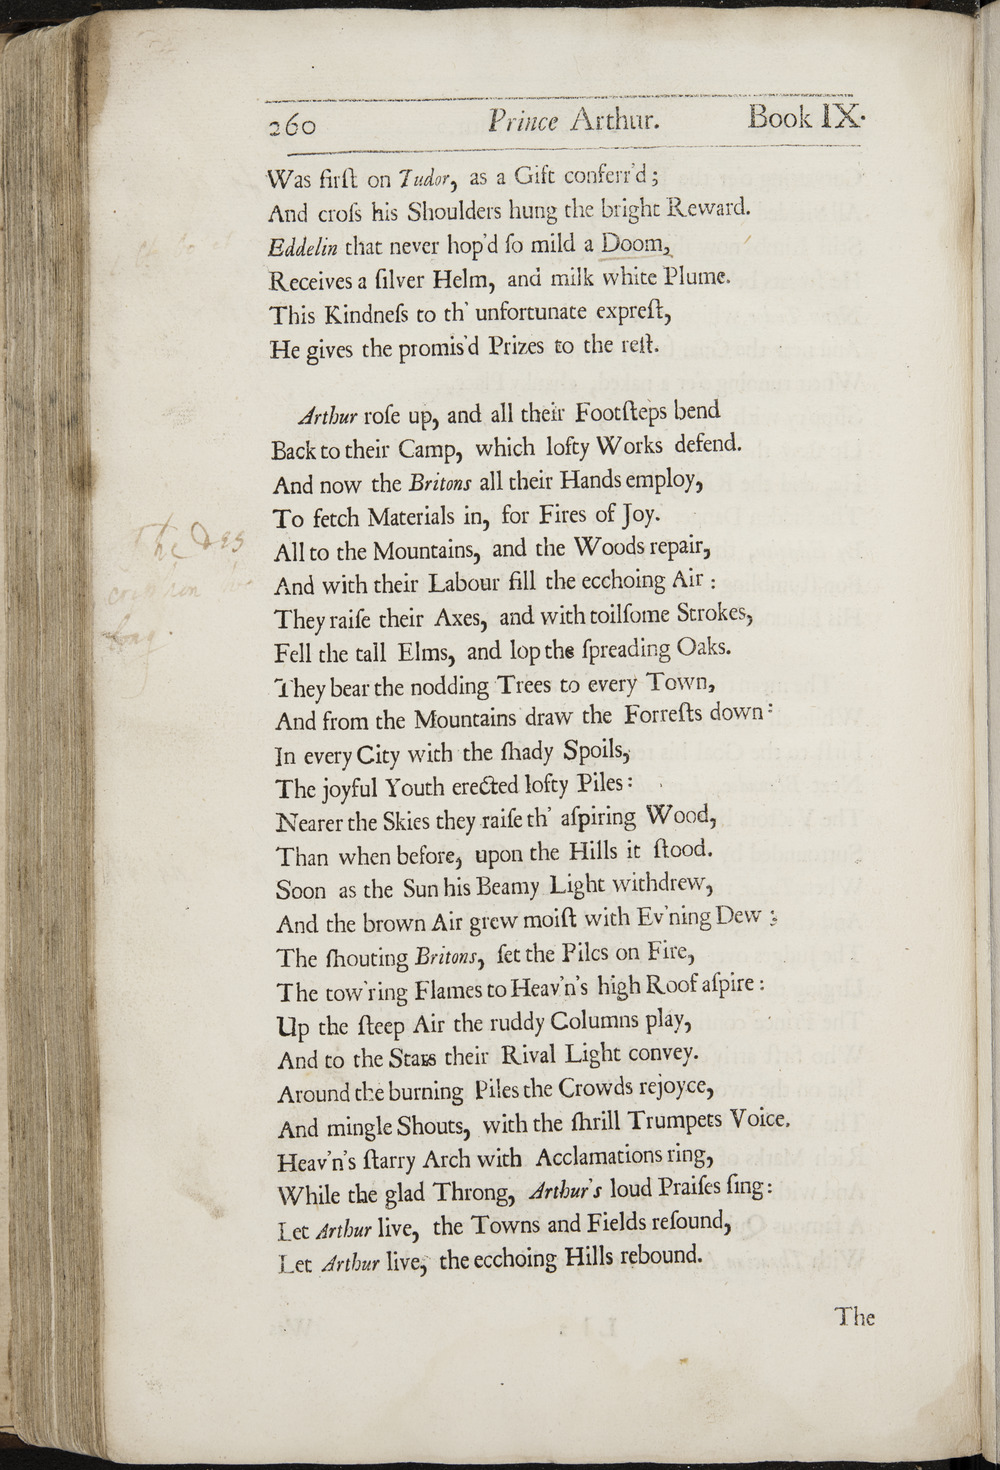 260 Prince Arthur. Book IX.
Was firſt on Tudor, as a Gift conferr'd;
And croſs his Shoulders hung the bright Reward.
Eddelin that never hop'd ſo mild a Doom,
Receives a ſilver Helm, and milk white Plume.
This Kindneſs to th' unfortunate expreſt,
He gives the promis'd Prizes to the reſt.
Arthur roſe up, and all their Footſteps bend
Back to their Camp, which lofty Works defend.
And now the Britons all their Hands employ,
To fetch Materials in, for Fires of Joy.
All to the Mountains, and the Woods repair,
And with their Labour fill the ecchoing Air :
They raiſe their Axes, and with toilſome Strokes,
Fell the tall Elms, and lop the ſpreading Oaks.
They bear the nodding Trees to every Town,
And from the Mountains draw the Forreſts down:
In every City with the ſhady Spoils,
The joyful Youth erected lofty Piles:
Nearer the Skies they raiſe th' aſpiring Wood,
Than when before, upon the Hills it ſtood.
Soon as the Sun his Beamy Light withdrew,
And the brown Air grew moiſt with Ev'ning Dew ;
The ſhouting Britons, ſet the Piles on Fire,
The tow'ring Flames to Heav'n's high Roof aſpire :
Up the ſteep Air the ruddy Columns play,
And to the Stars their Rival Light convey.
Around the burning Piles the Crowds rejoyce,
And mingle Shouts, with the ſhrill Trumpets Voice.
Heav'n's ſtarry Arch with Acclamations ring,
While the glad Throng, Arthur's loud Praiſes ſing:
Let Arthur live, the Towns and Fields reſound,
Let Arthur live, the ecchoing Hills rebound.
The
The Des